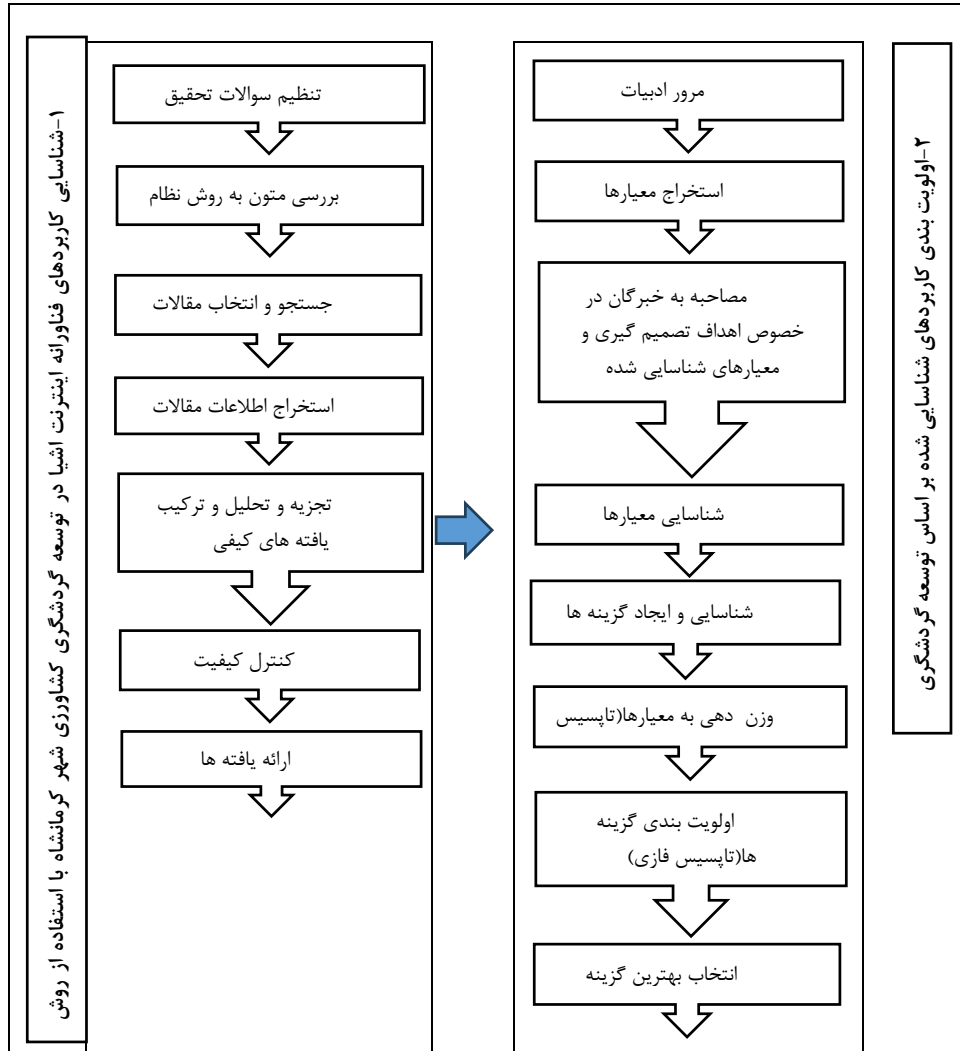 ۱-شناسایی کاربردهای فناورانه اینترنت اشیا در توسعه گردشگری کشاورزی شهر کرمانشاه با استفاده از روش
تنظیم سوالات تحقیق
بررسی متون به روش نظام
جستجو و انتخاب مقالات
استخراج اطلاعات مقالات
تجزیه و تحلیل و ترکیب
یافته های کیفی
کنترل کیفیت
ارائه یافته ها
۲-اولویت بندی کاربردهای شناسایی شده بر اساس توسعه گردشگری
مرور ادبیات
استخراج معیارها
مصاحبه به خبرگان در
خصوص اهداف تصمیم گیری و
معیارهای شناسایی شده
شناسایی معیارها
شناسایی و ایجاد گزینه ها
وزن دهی به معیارها(تاپسیس
اولویت بندی گزینه
ها(تاپسیس فازی)
انتخاب بهترین گزینه